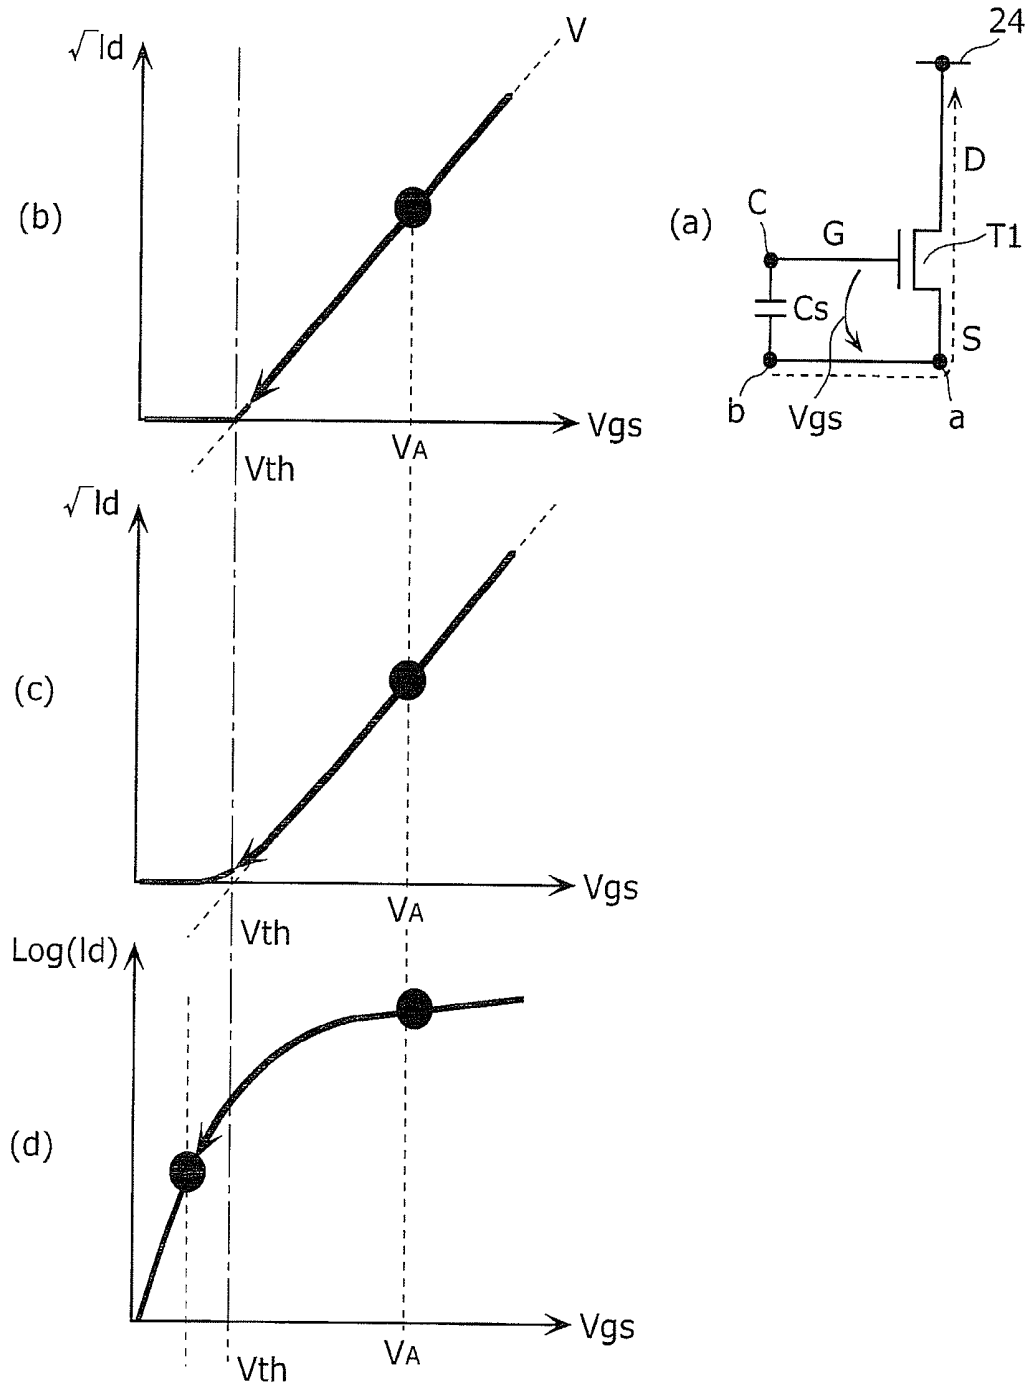 (b)
√Id
V
Vgs
VA
Vth
(a)
24
D
C
G
T1
Cs
S
b
Vgs
a
(c)
√Id
Vgs
VA
Vth
(d)
Log(Id)
Vgs
VA
Vth